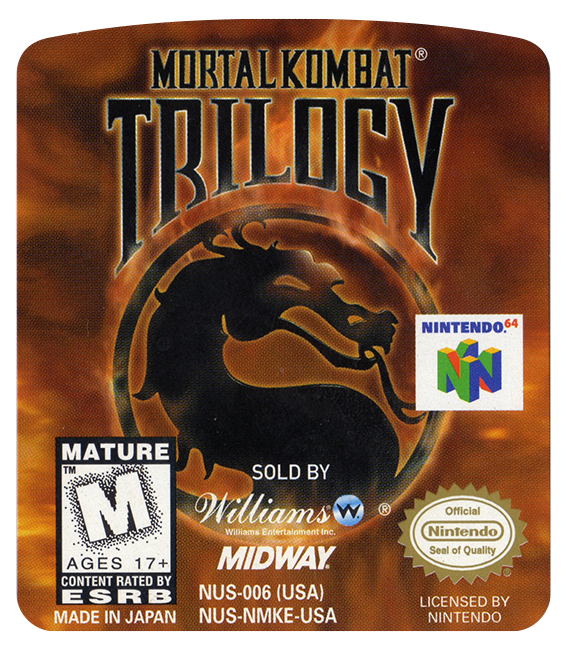 MORTAL KOMBAT®
TRILOGY
NINTENDO.64
MATURE
TM
M
AGES 17+
CONTENT RATED BY
ESRB
MADE IN JAPAN
SOLD BY
Williams W ®
Williams Entertainment Inc.
MIDWAY.
NUS-006 (USA)
NUS-NMKE-USA
Official
Nintendo
Seal of Quality
®
LICENSED BY
NINTENDO